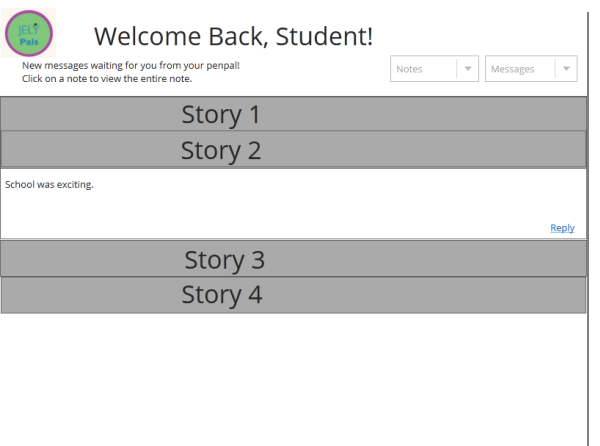 JELY
Pals
Welcome Back, Student!
New messages waiting for you from your penpal!
Click on a note to view the entire note.
Notes
Messages
Story 1
Story 2
School was exciting.
Reply
Story 3
Story 4